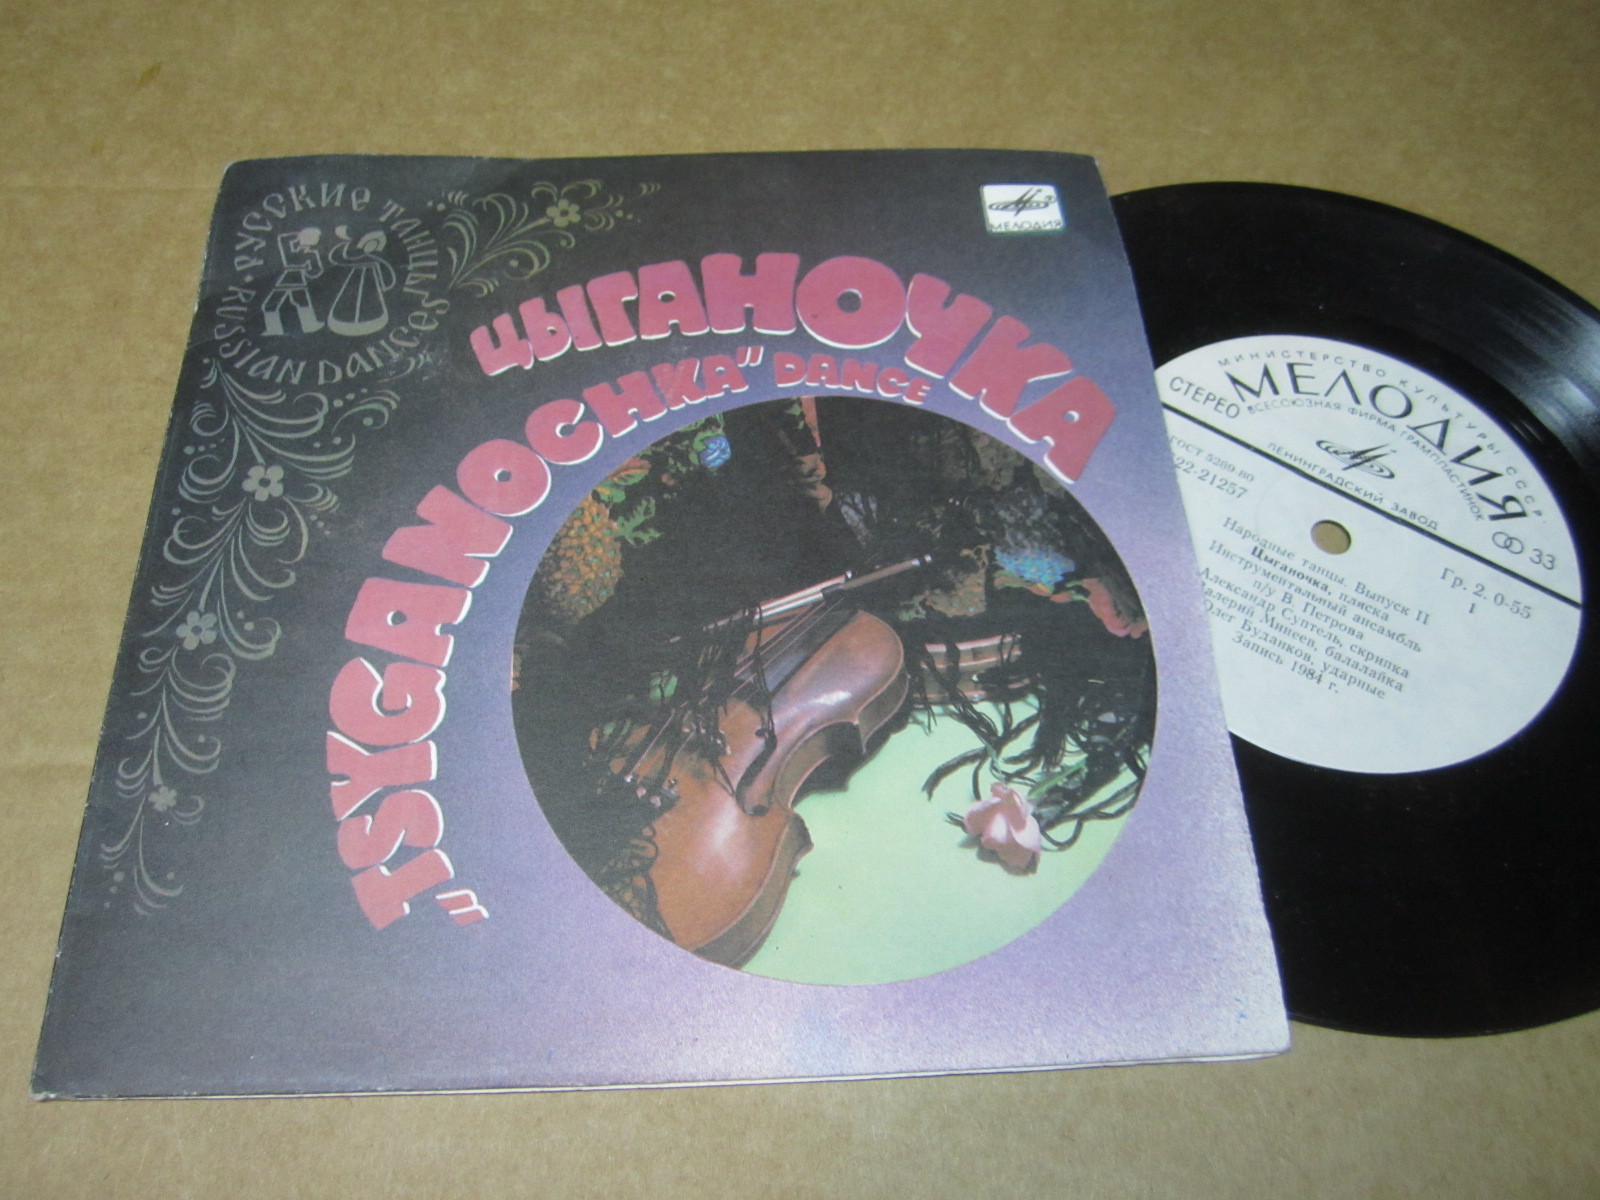 РУССКИЕ ТАНЦЫ • RUSSIAN DANCES •
МЕЛОДИЯ
ЦЫГАНОЧКА
„TSYGANOCHKA" DANCE
МИНИСТЕРСТВО КУЛЬТУРЫ СССР.
МЕЛОДИЯ
ВСЕСОЮЗНАЯ ФИРМА ГРАМПЛАСТИНОК
СТЕРЕО
ЛЕНИНГРАДСКИЙ ЗАВОД
33
ГОСТ 5289-80
22-21257
Гр. 2. 0-55
1
Народные танцы. Выпуск II
Цыганочка, пляска
Инструментальный ансамбль
п/у В. Петрова
Александр Суптель, скрипка
Валерий Минеев, балалайка
Олег Буданков, ударные
Запись 1984 г.